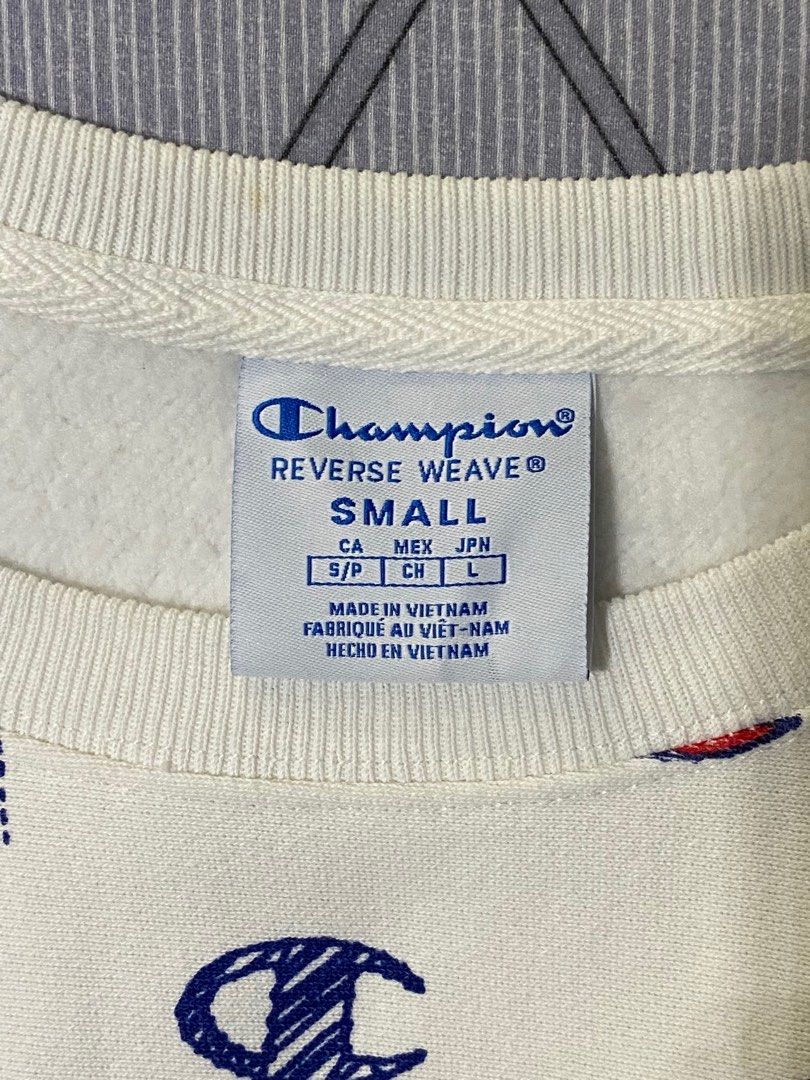 Champion®
REVERSE WEAVE®
SMALL
CA MEX JPN
S/P CH L
MADE IN VIETNAM
FABRIQUÉ AU VIÊT-NAM
HECHO EN VIETNAM